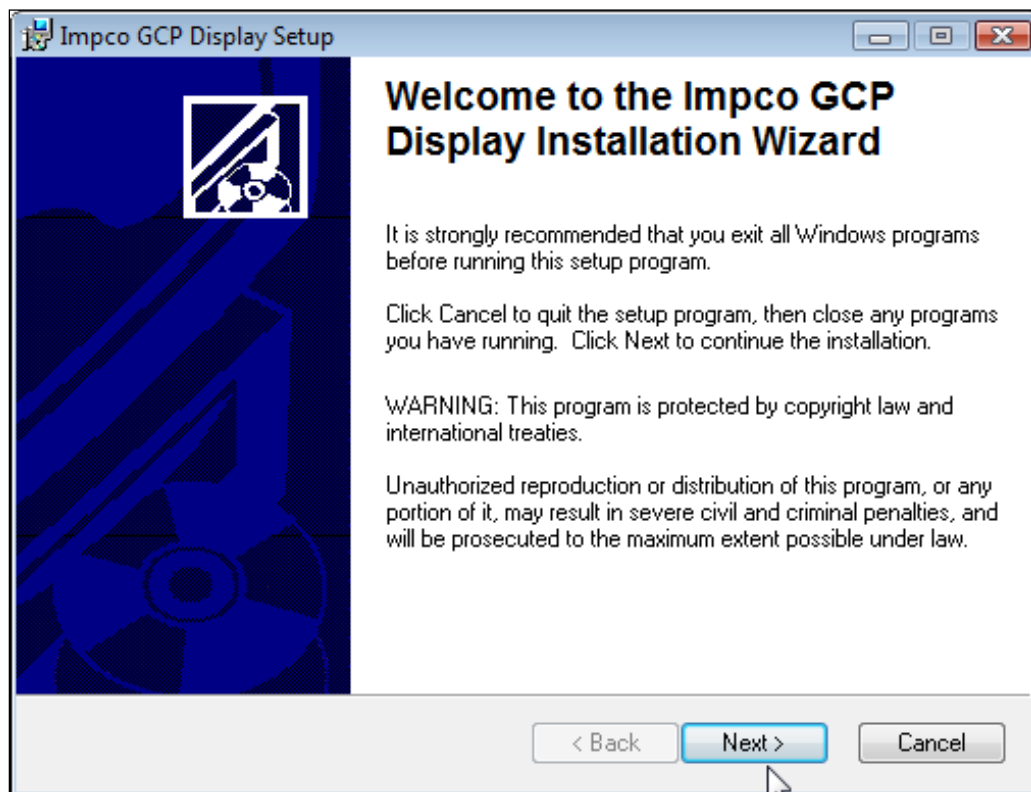 Impco GCP Display Setup
Welcome to the Impco GCP
Display Installation Wizard
It is strongly recommended that you exit all Windows programs
before running this setup program.
Click Cancel to quit the setup program, then close any programs
you have running.  Click Next to continue the installation.
WARNING: This program is protected by copyright law and
international treaties.
Unauthorized reproduction or distribution of this program, or any
portion of it, may result in severe civil and criminal penalties, and
will be prosecuted to the maximum extent possible under law.
< Back
Next >
Cancel